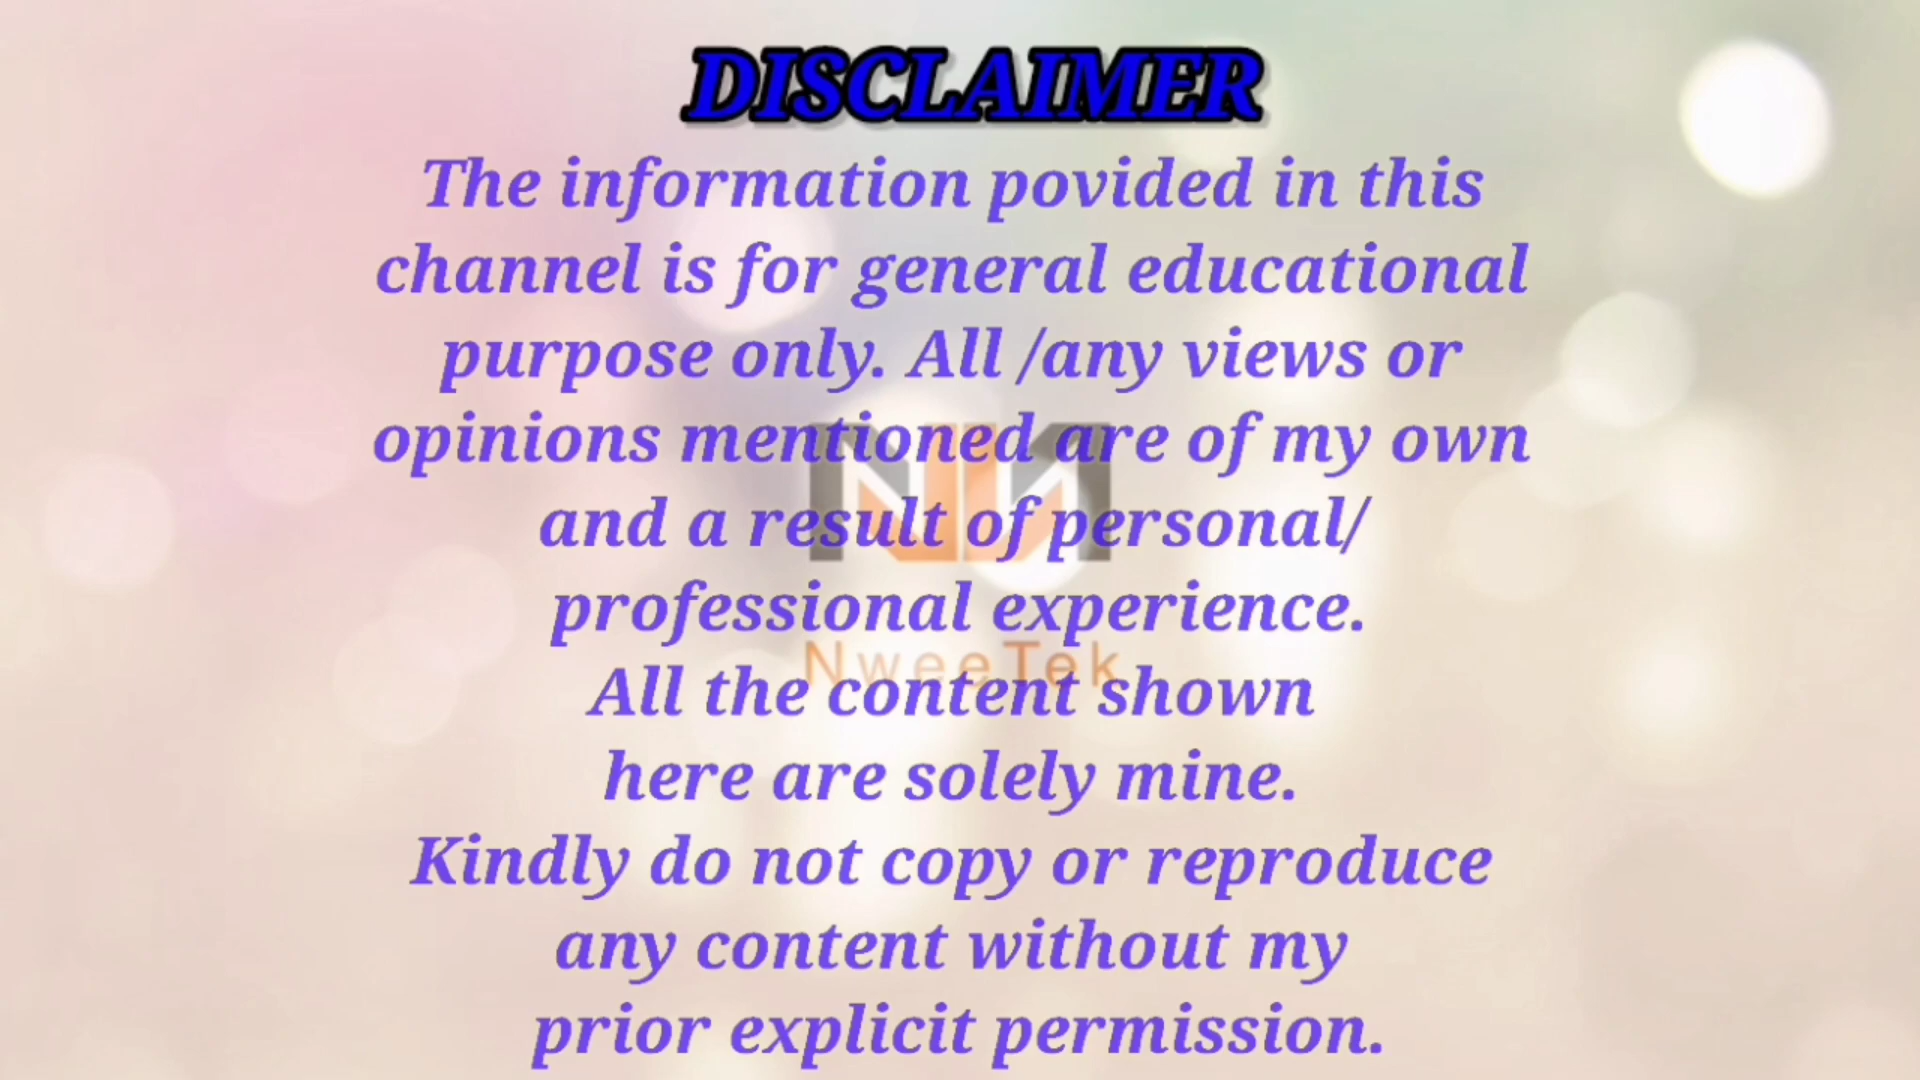 DISCLAIMER
The information povided in this
channel is for general educational
purpose only. All /any views or
opinions mentioned are of my own
and a result of personal/
professional experience.
NweeTek
All the content shown
here are solely mine.
Kindly do not copy or reproduce
any content without my
prior explicit permission.